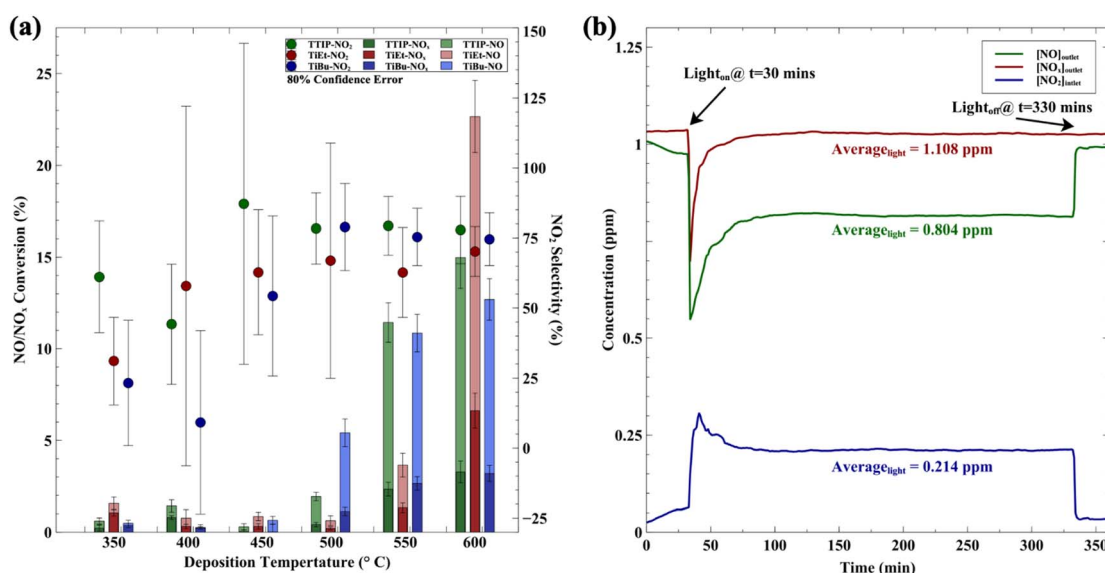 (a)
TTIP-NO₂ TTIP-NOₓ TTIP-NO
TiEt-NO₂ TiEt-NOₓ TiEt-NO
TiBu-NO₂ TiBu-NOₓ TiBu-NO
80% Confidence Error
NO/NOₓ Conversion (%)
25
20
15
10
5
0
350 400 450 500 550 600
Deposition Tempertature (° C)
150
125
100
75
50
25
0
−25
NO₂ Selectivity (%)
(b)
[NO]outlet
[NOₓ]outlet
[NO₂]intlet
Lighton@ t=30 mins
Lightoff@ t=330 mins
Averagelight = 1.108 ppm
Averagelight = 0.804 ppm
Averagelight = 0.214 ppm
Concentration (ppm)
1.25
1
0.75
0.5
0.25
0
0 50 100 150 200 250 300 350
Time (min)